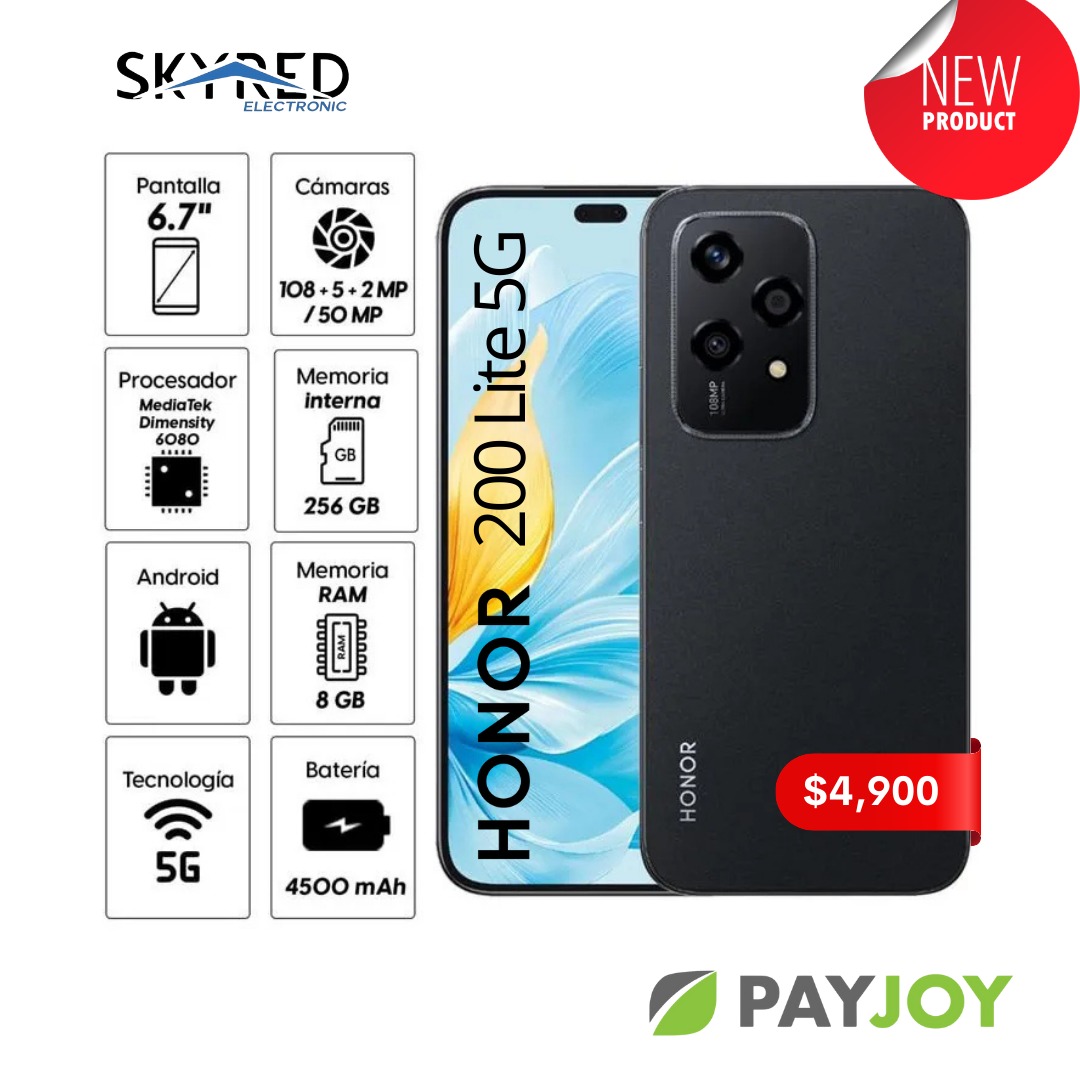 SKYRED
ELECTRONIC
NEW
PRODUCT
Pantalla
6.7"
Cámaras
108 + 5 + 2 MP
/ 50 MP
Procesador
MediaTek
Dimensity
6080
Memoria
interna
GB
256 GB
Android
Memoria
RAM
RAM
8 GB
Tecnología
5G
Batería
4500 mAh
HONOR 200 Lite 5G
108MP
HONOR
$4,900
PAYJOY